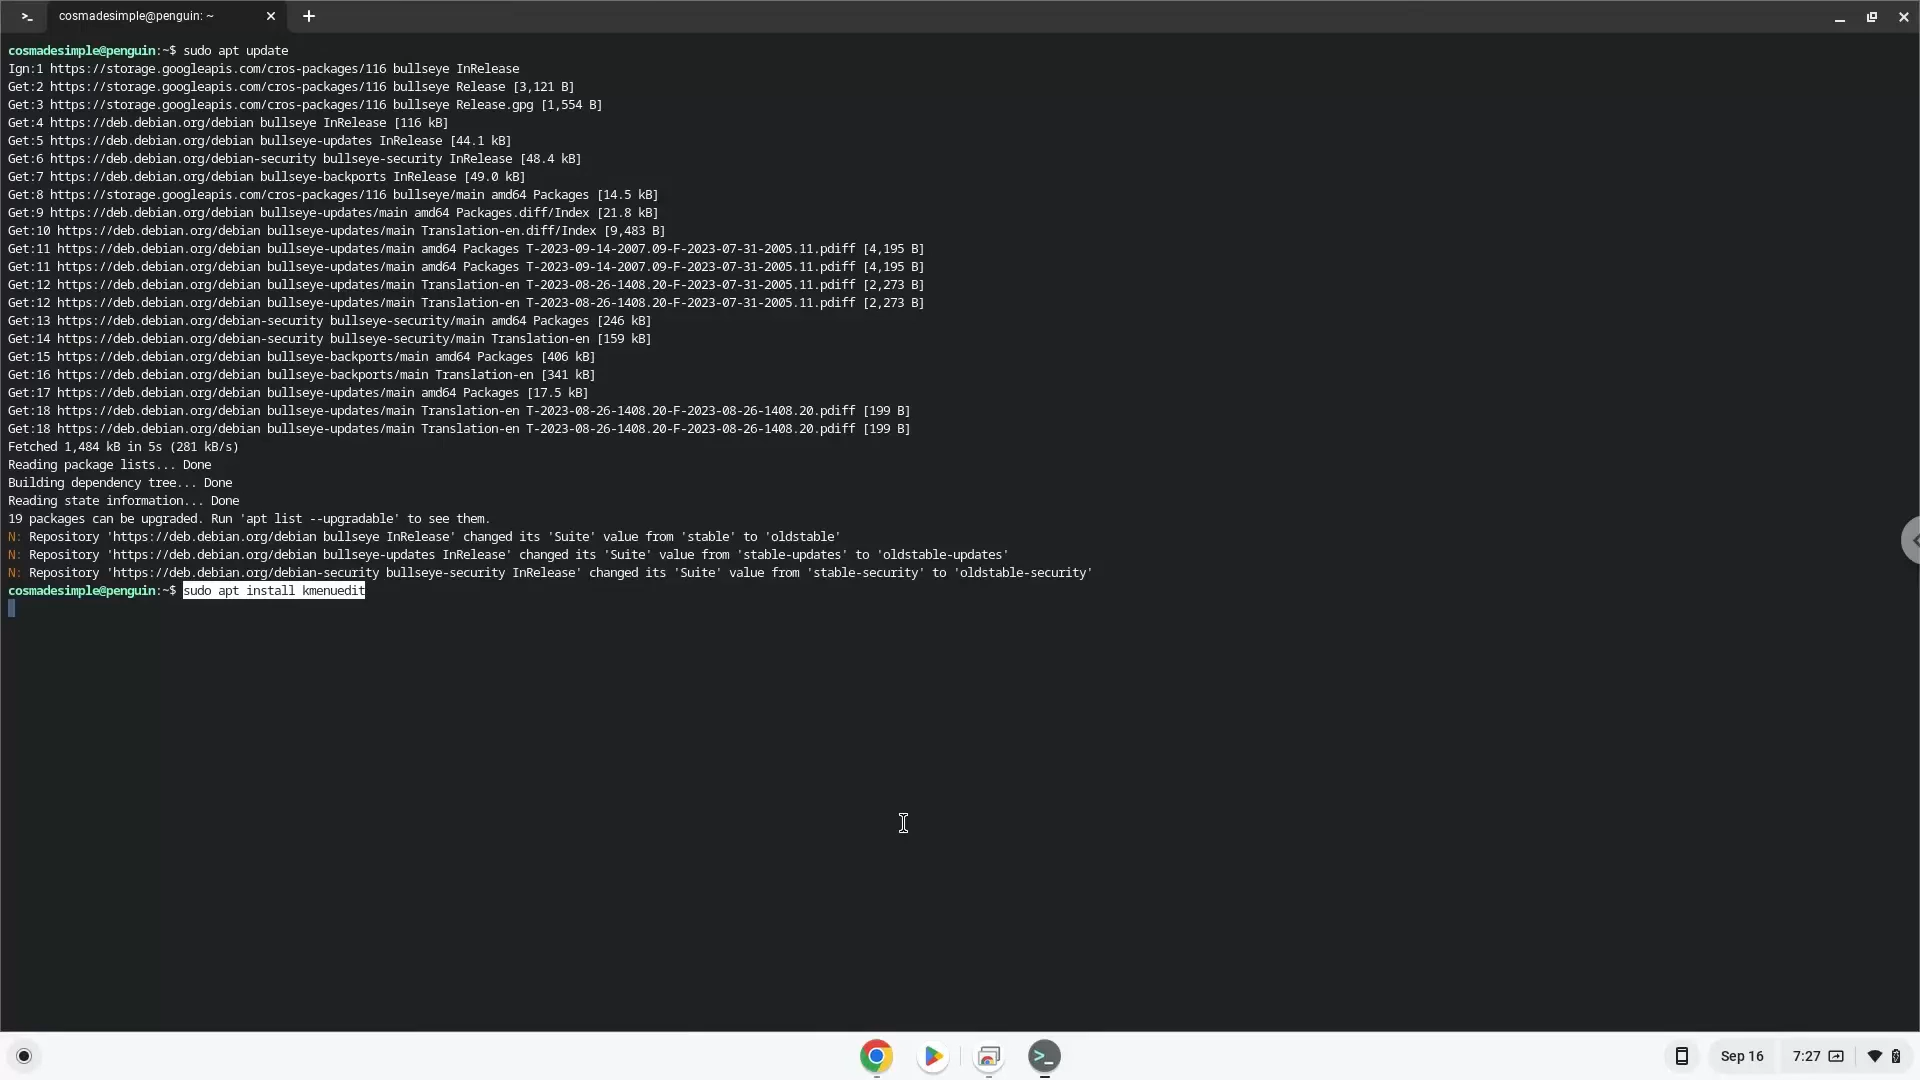 cosmadesimple@penguin: ~
cosmadesimple@penguin:~$ sudo apt update
Ign:1 https://storage.googleapis.com/cros-packages/116 bullseye InRelease
Get:2 https://storage.googleapis.com/cros-packages/116 bullseye Release [3,121 B]
Get:3 https://storage.googleapis.com/cros-packages/116 bullseye Release.gpg [1,554 B]
Get:4 https://deb.debian.org/debian bullseye InRelease [116 kB]
Get:5 https://deb.debian.org/debian bullseye-updates InRelease [44.1 kB]
Get:6 https://deb.debian.org/debian-security bullseye-security InRelease [48.4 kB]
Get:7 https://deb.debian.org/debian bullseye-backports InRelease [49.0 kB]
Get:8 https://storage.googleapis.com/cros-packages/116 bullseye/main amd64 Packages [14.5 kB]
Get:9 https://deb.debian.org/debian bullseye-updates/main amd64 Packages.diff/Index [21.8 kB]
Get:10 https://deb.debian.org/debian bullseye-updates/main Translation-en.diff/Index [9,483 B]
Get:11 https://deb.debian.org/debian bullseye-updates/main amd64 Packages T-2023-09-14-2007.09-F-2023-07-31-2005.11.pdiff [4,195 B]
Get:11 https://deb.debian.org/debian bullseye-updates/main amd64 Packages T-2023-09-14-2007.09-F-2023-07-31-2005.11.pdiff [4,195 B]
Get:12 https://deb.debian.org/debian bullseye-updates/main Translation-en T-2023-08-26-1408.20-F-2023-07-31-2005.11.pdiff [2,273 B]
Get:12 https://deb.debian.org/debian bullseye-updates/main Translation-en T-2023-08-26-1408.20-F-2023-07-31-2005.11.pdiff [2,273 B]
Get:13 https://deb.debian.org/debian-security bullseye-security/main amd64 Packages [246 kB]
Get:14 https://deb.debian.org/debian-security bullseye-security/main Translation-en [159 kB]
Get:15 https://deb.debian.org/debian bullseye-backports/main amd64 Packages [406 kB]
Get:16 https://deb.debian.org/debian bullseye-backports/main Translation-en [341 kB]
Get:17 https://deb.debian.org/debian bullseye-updates/main amd64 Packages [17.5 kB]
Get:18 https://deb.debian.org/debian bullseye-updates/main Translation-en T-2023-08-26-1408.20-F-2023-08-26-1408.20.pdiff [199 B]
Get:18 https://deb.debian.org/debian bullseye-updates/main Translation-en T-2023-08-26-1408.20-F-2023-08-26-1408.20.pdiff [199 B]
Fetched 1,484 kB in 5s (281 kB/s)
Reading package lists... Done
Building dependency tree... Done
Reading state information... Done
19 packages can be upgraded. Run 'apt list --upgradable' to see them.
N: Repository 'https://deb.debian.org/debian bullseye InRelease' changed its 'Suite' value from 'stable' to 'oldstable'
N: Repository 'https://deb.debian.org/debian bullseye-updates InRelease' changed its 'Suite' value from 'stable-updates' to 'oldstable-updates'
N: Repository 'https://deb.debian.org/debian-security bullseye-security InRelease' changed its 'Suite' value from 'stable-security' to 'oldstable-security'
cosmadesimple@penguin:~$ sudo apt install kmenuedit
Sep 16 7:27